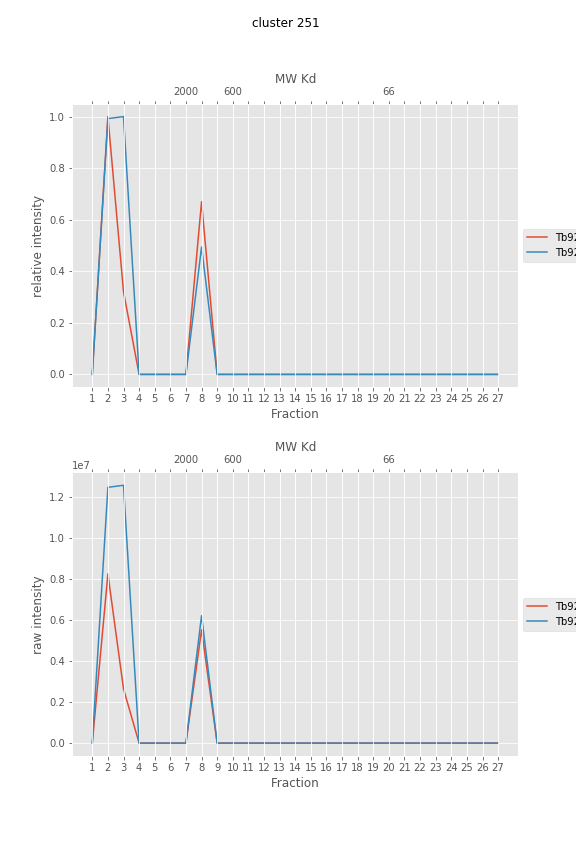 cluster 251
MW Kd
2000 600 66
1.0
0.8
0.6
0.4
0.2
0.0
relative intensity
Tb92
Tb92
1 2 3 4 5 6 7 8 9 10 11 12 13 14 15 16 17 18 19 20 21 22 23 24 25 26 27
Fraction
MW Kd
1e7
2000 600 66
1.2
1.0
0.8
0.6
0.4
0.2
0.0
raw intensity
Tb92
Tb92
1 2 3 4 5 6 7 8 9 10 11 12 13 14 15 16 17 18 19 20 21 22 23 24 25 26 27
Fraction